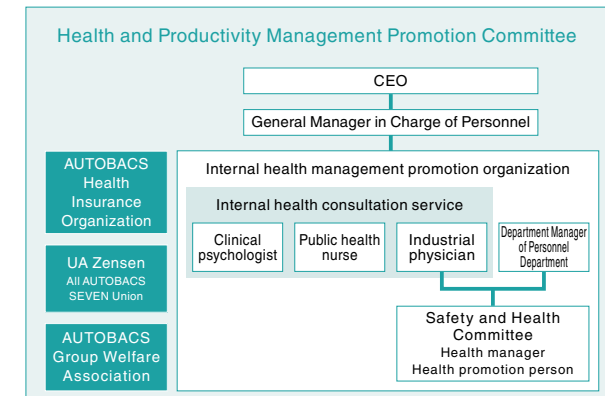 Health and Productivity Management Promotion Committee
CEO
General Manager in Charge of Personnel
AUTOBACS
Health
Insurance
Organization
UA Zensen
All AUTOBACS
SEVEN Union
AUTOBACS
Group Welfare
Association
Internal health management promotion organization
Internal health consultation service
Clinical
psychologist
Public health
nurse
Industrial
physician
Department Manager
of Personnel
Department
Safety and Health
Committee
Health manager
Health promotion person